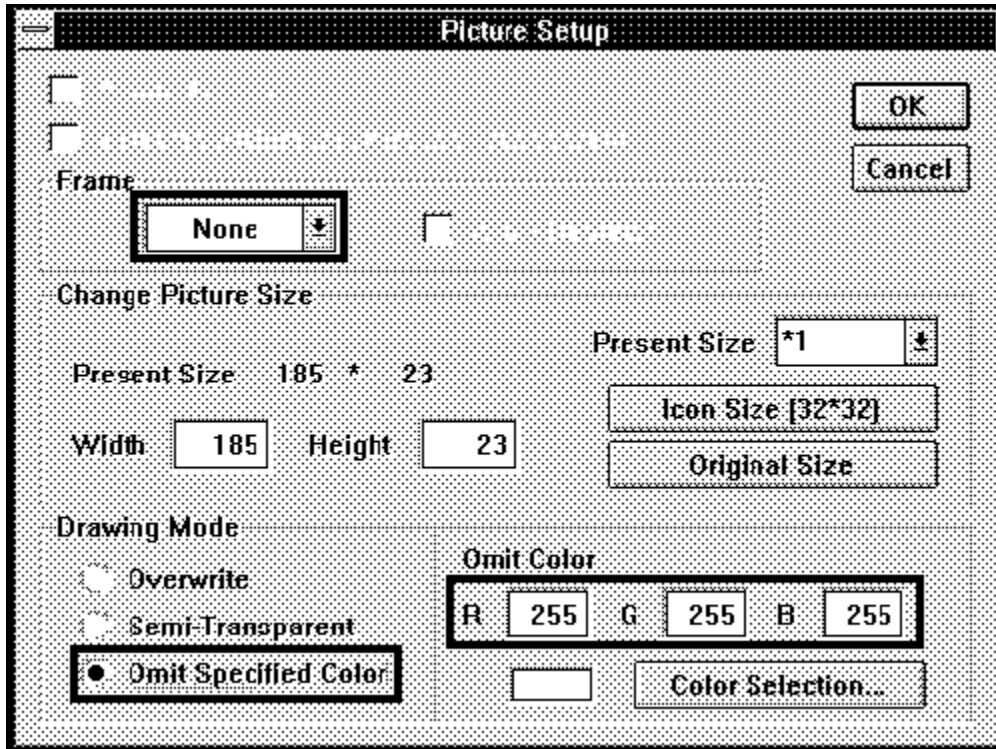 Picture Setup
OK
Cancel
Frame
None
Change Picture Size
Present Size *1
Present Size 185 * 23
Icon Size (32*32)
Width 185 Height 23
Original Size
Drawing Mode
Omit Color
Overwrite
R 255 G 255 B 255
Semi-Transparent
Omit Specified Color
Color Selection...